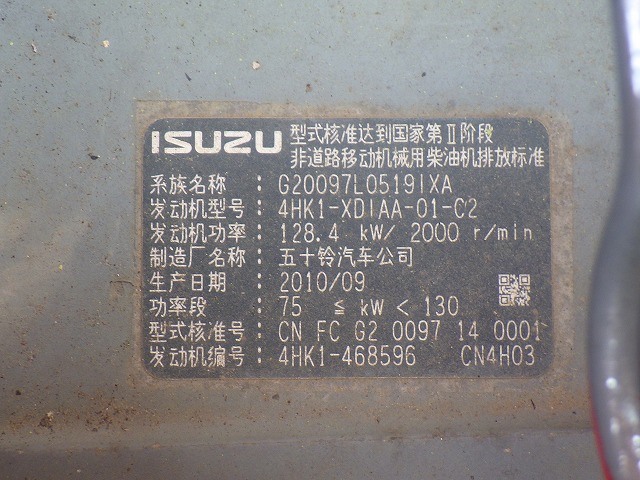 ISUZU 型式核准达到国家第Ⅱ阶段
非道路移动机械用柴油机排放标准
系族名称 : G20097L0519IXA
发动机型号 : 4HK1-XDIAA-01-C2
发动机功率 : 128.4 kW/ 2000 r/min
制造厂名称 : 五十铃汽车公司
生产日期 : 2010/09
功率段 : 75 ≦ kW < 130
型式核准号 : CN FC G2 0097 14 0001
发动机编号 : 4HK1-468596 CN4H03